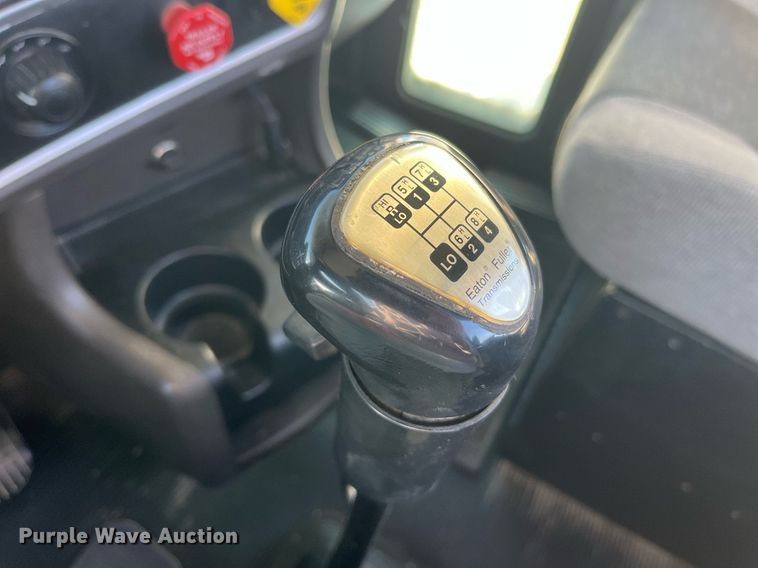 HI 5 H L 7 H L
R LO 1 3
6 H L 8 H L
LO 2 4
Eaton® Fuller®
Transmissions
Purple Wave Auction